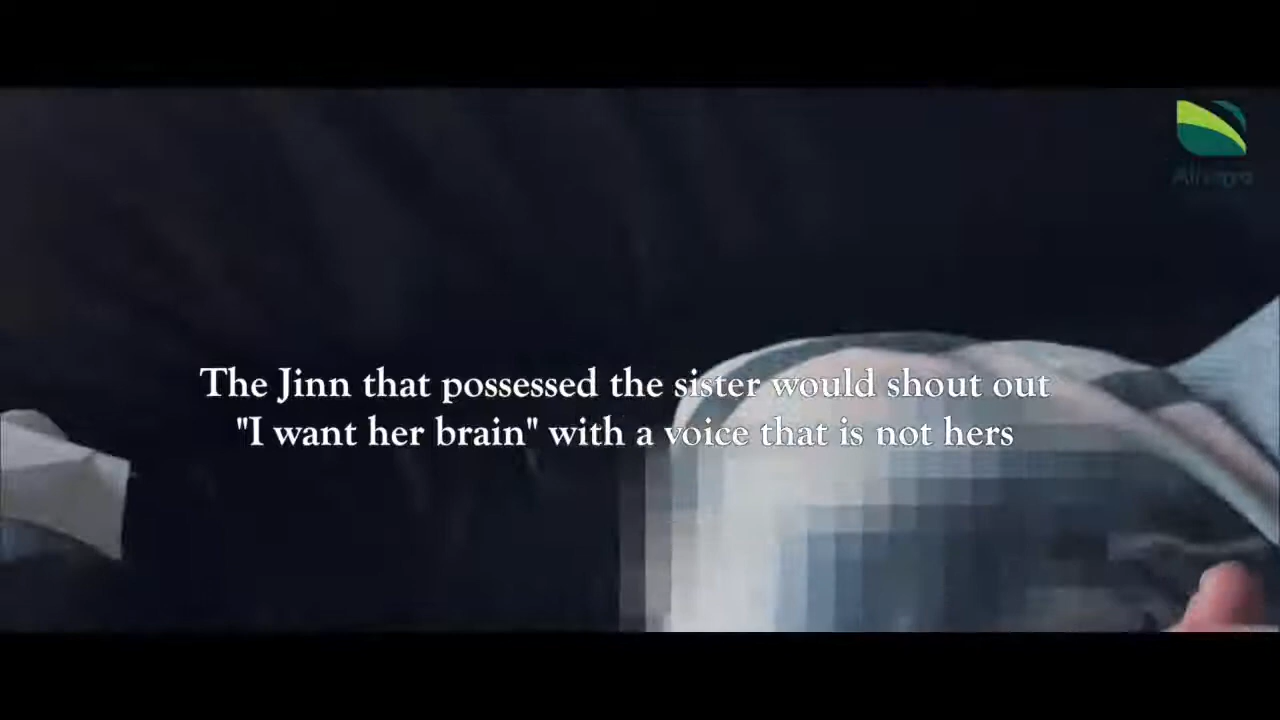 The Jinn that possessed the sister would shout out
"I want her brain" with a voice that is not hers